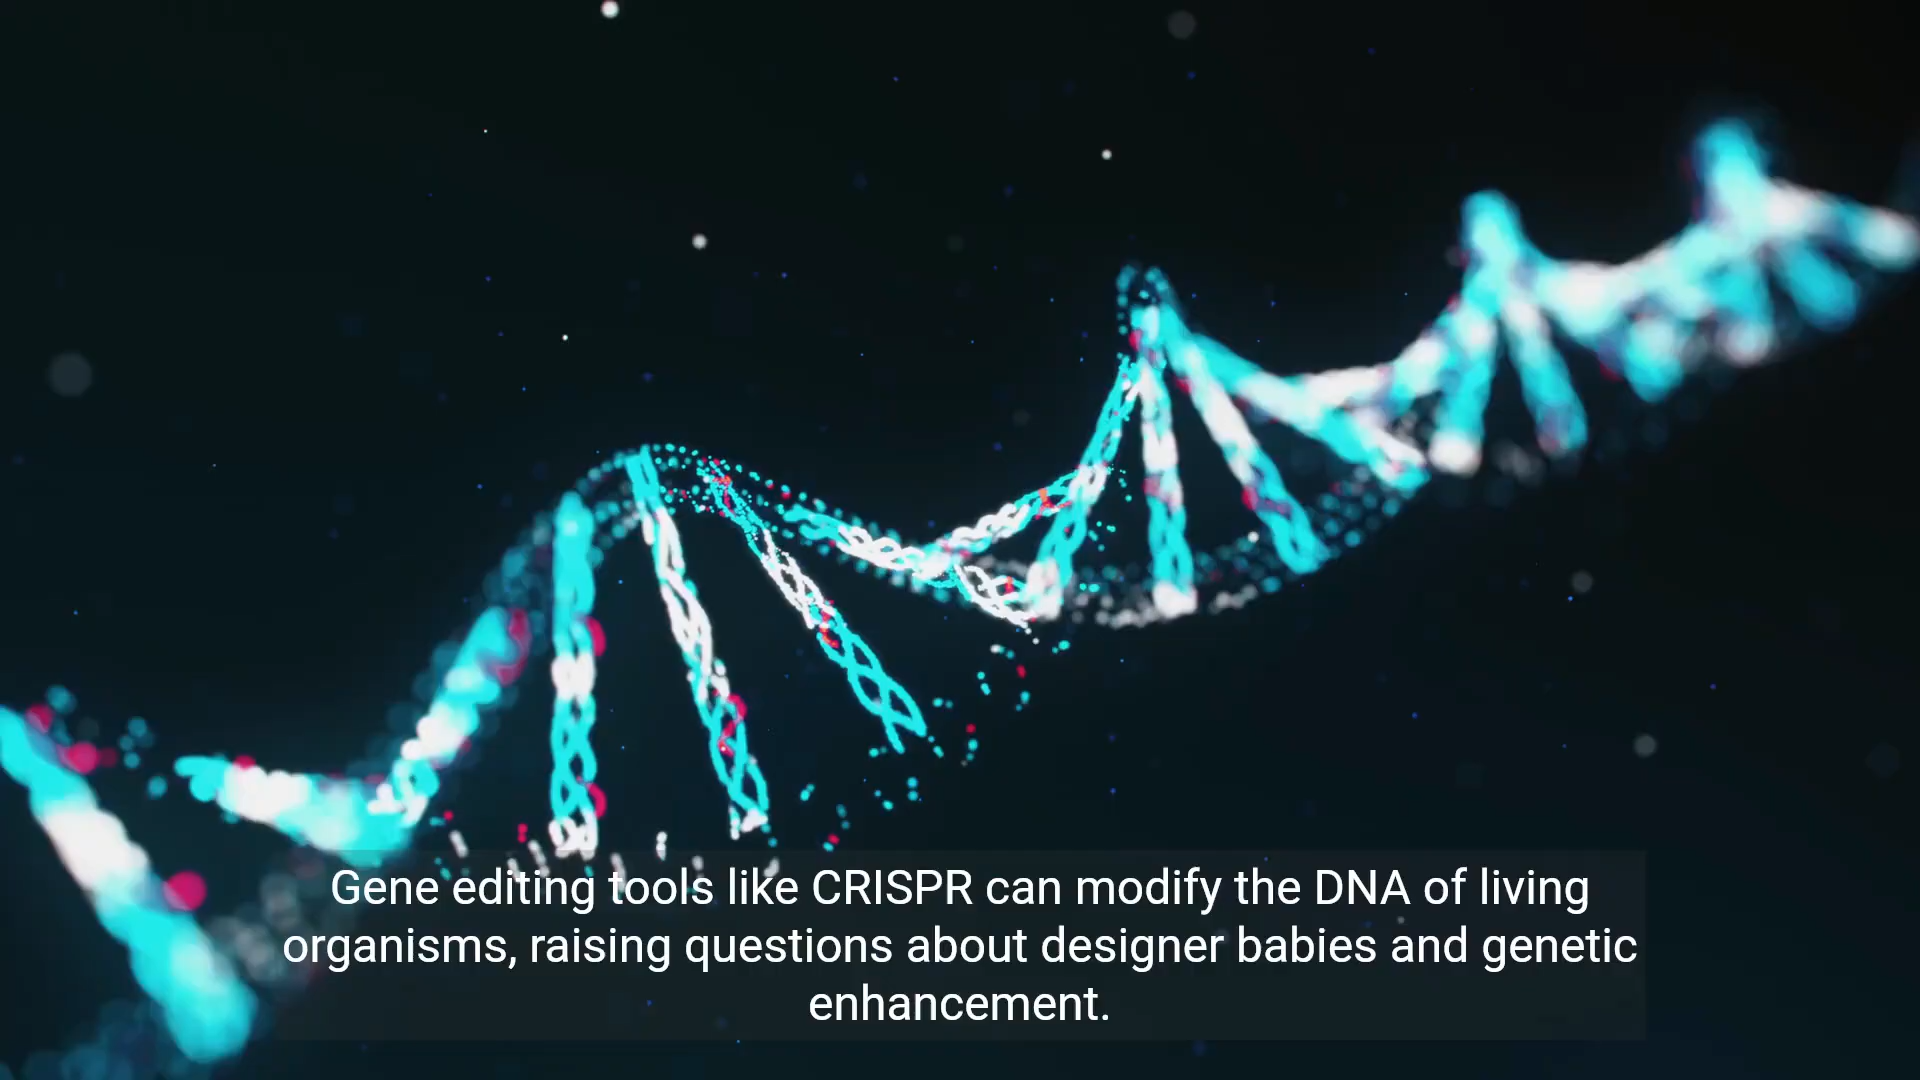 Gene editing tools like CRISPR can modify the DNA of living
organisms, raising questions about designer babies and genetic
enhancement.